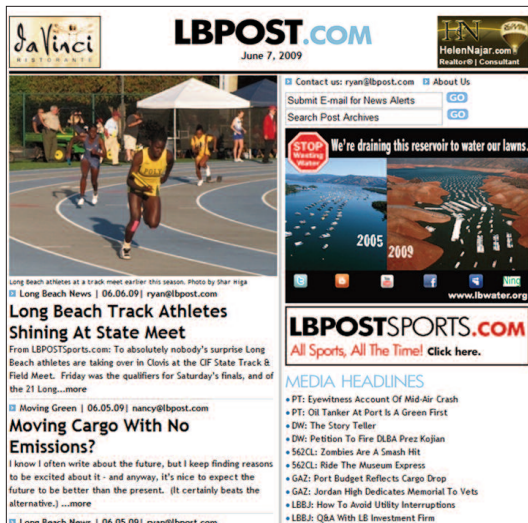 da Vinci
RISTORANTE
LBPOST.COM
June 7, 2009
HN
HelenNajar.com
Realtor® | Consultant
POLY
Long Beach athletes at a track meet earlier this season. Photo by Shar Higa
Long Beach News | 06.06.09| ryan@lbpost.com
Long Beach Track Athletes
Shining At State Meet
From LBPOSTSports.com: To absolutely nobody's surprise Long
Beach athletes are taking over in Clovis at the CIF State Track &
Field Meet. Friday was the qualifiers for Saturday's finals, and of
the 21 Long...more
Moving Green | 06.05.09| nancy@lbpost.com
Moving Cargo With No
Emissions?
I know I often write about the future, but I keep finding reasons
to be excited about it - and anyway, it's nice to expect the
future to be better than the present. (It certainly beats the
alternative.) ...more
Long Beach News | 06.05.09| ryan@lbpost.com
Contact us: ryan@lbpost.com About Us
Submit E-mail for News Alerts GO
Search Post Archives GO
STOP
Wasting
Water
We're draining this reservoir to water our lawns.
2005
2009
Ning
www.lbwater.org
LBPOSTSPORTS.COM
All Sports, All The Time! Click here.
MEDIA HEADLINES
PT: Eyewitness Account Of Mid-Air Crash
PT: Oil Tanker At Port Is A Green First
DW: The Story Teller
DW: Petition To Fire DLBA Prez Kojian
562CL: Zombies Are A Smash Hit
562CL: Ride The Museum Express
GAZ: Port Budget Reflects Cargo Drop
GAZ: Jordan High Dedicates Memorial To Vets
LBBJ: How To Avoid Utility Interruptions
LBBJ: Q&A With LB Investment Firm